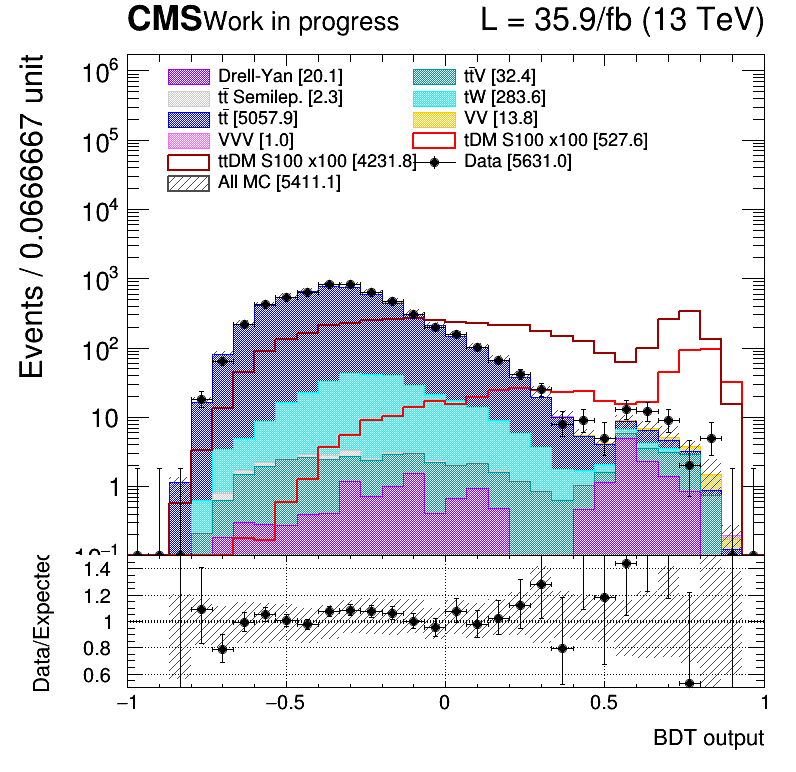 CMS Work in progress L = 35.9/fb (13 TeV)
Events / 0.0666667 unit
10⁶
10⁵
10⁴
10³
10²
10
1
10⁻¹
Drell-Yan [20.1] tt̄V [32.4]
tt̄ Semilep. [2.3] tW [283.6]
tt̄ [5057.9] VV [13.8]
VVV [1.0] tDM S100 x100 [527.6]
ttDM S100 x100 [4231.8] Data [5631.0]
All MC [5411.1]
Data/Expected
1.4
1.2
1
0.8
0.6
−1 −0.5 0 0.5 1
BDT output